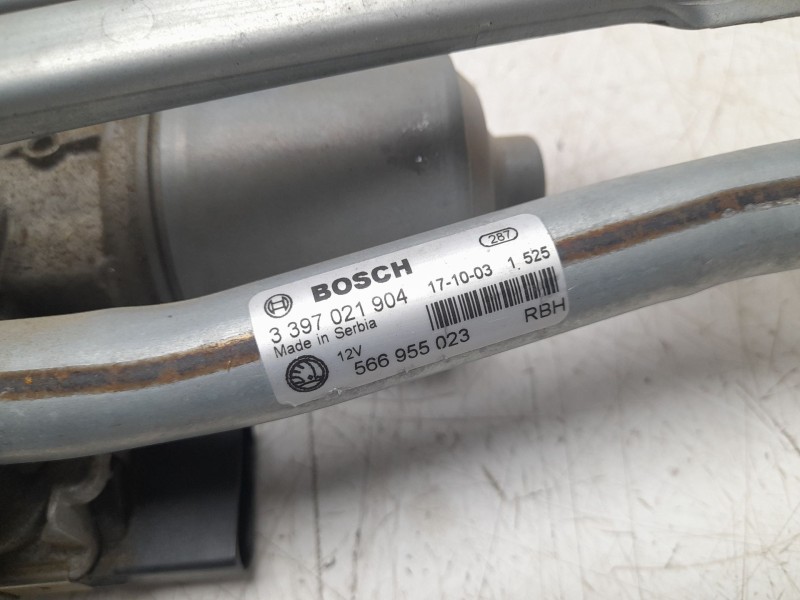 287
BOSCH 17-10-03 1.525
3 397 021 904
Made in Serbia
12V 566 955 023 RBH